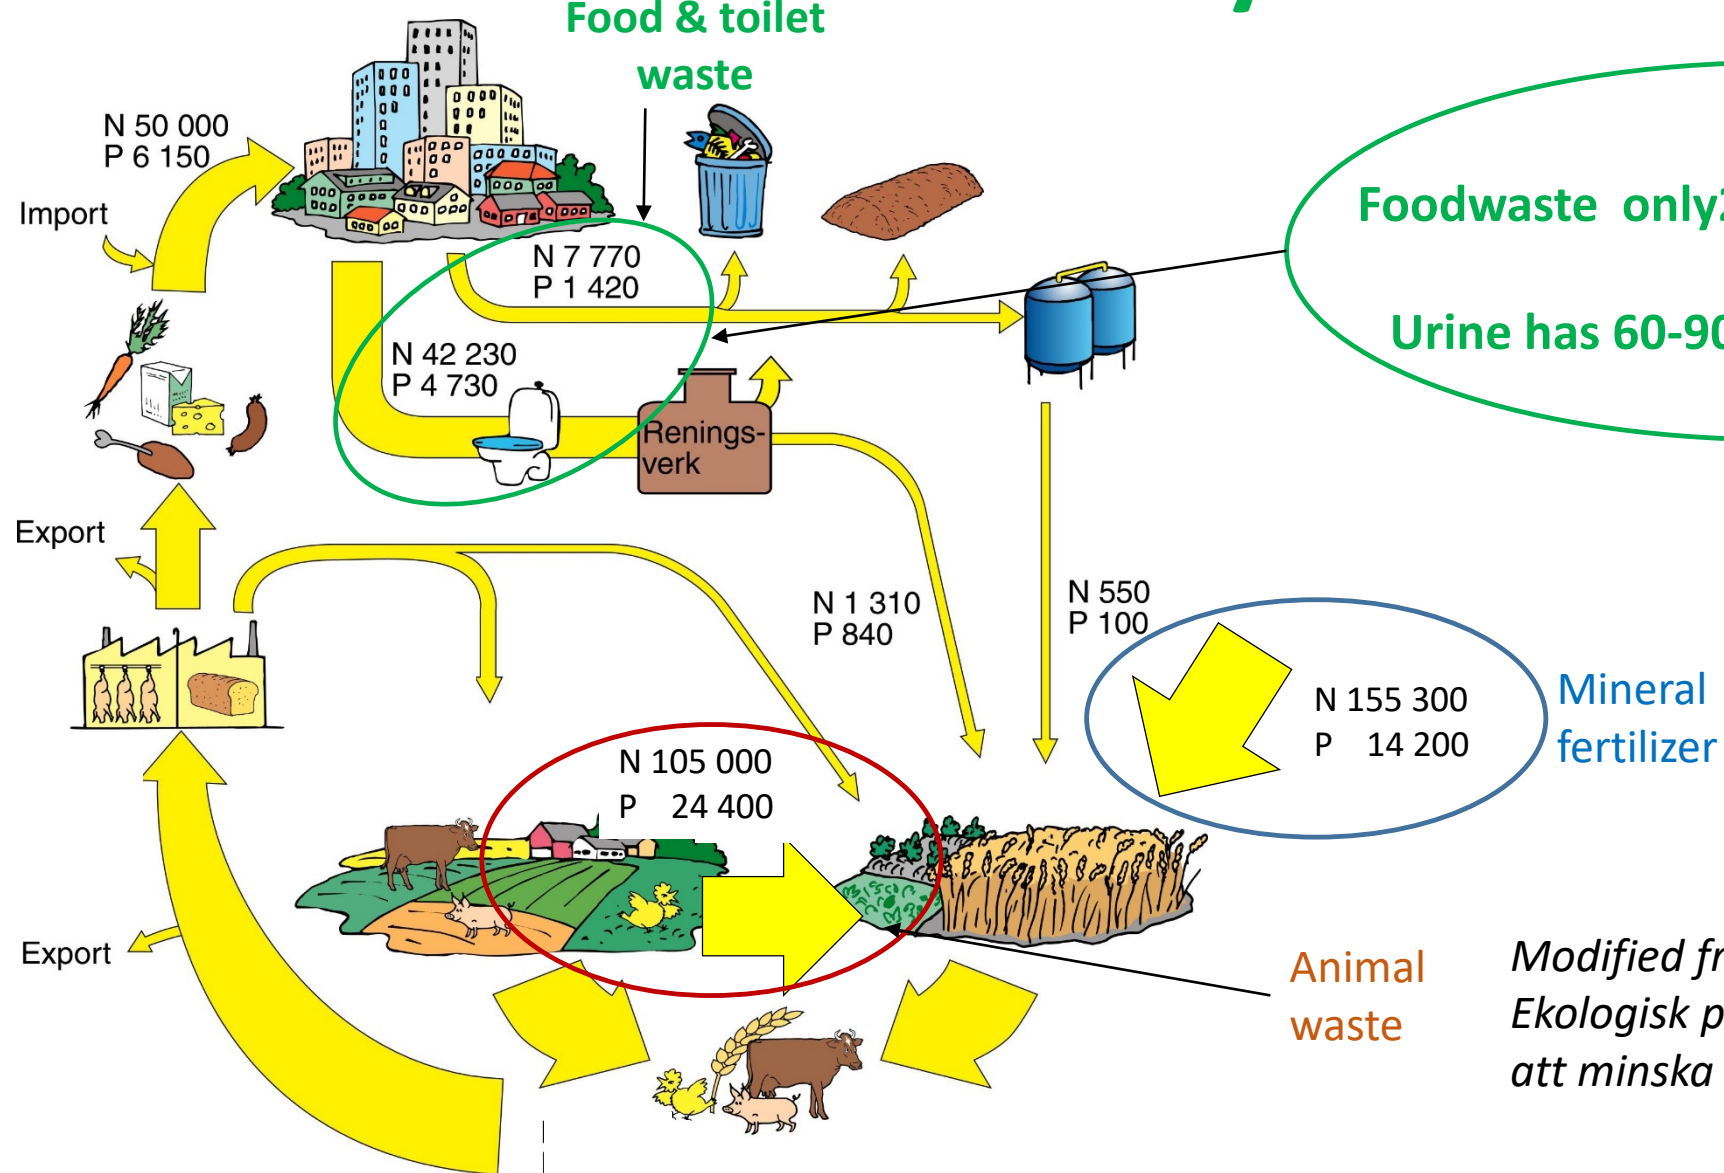 Food & toilet
waste
N 50 000
P 6 150
Import
N 7 770
P 1 420
Foodwaste only?
Urine has 60-90
N 42 230
P 4 730
Renings-
verk
Export
N 1 310
P 840
N 550
P 100
N 155 300
P 14 200
Mineral
fertilizer
N 105 000
P 24 400
Export
Animal
waste
Modified fr
Ekologisk p
att minska